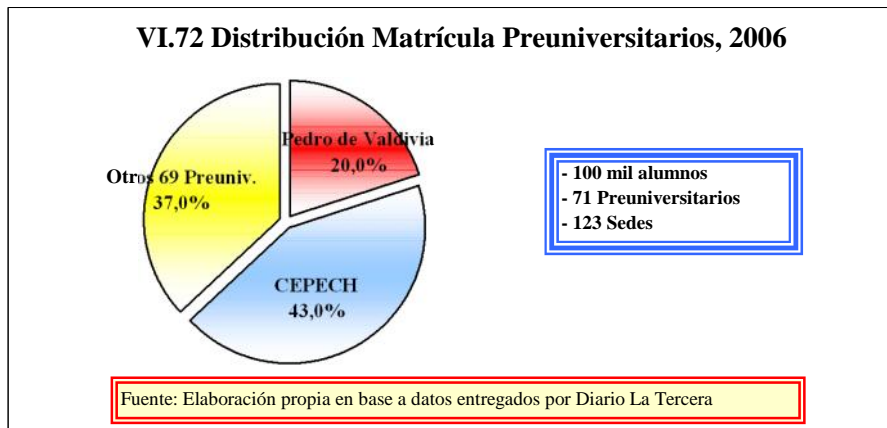 VI.72 Distribución Matrícula Preuniversitarios, 2006
Pedro de Valdivia
20,0%
Otros 69 Preuniv.
37,0%
CEPECH
43,0%
- 100 mil alumnos
- 71 Preuniversitarios
- 123 Sedes
Fuente: Elaboración propia en base a datos entregados por Diario La Tercera